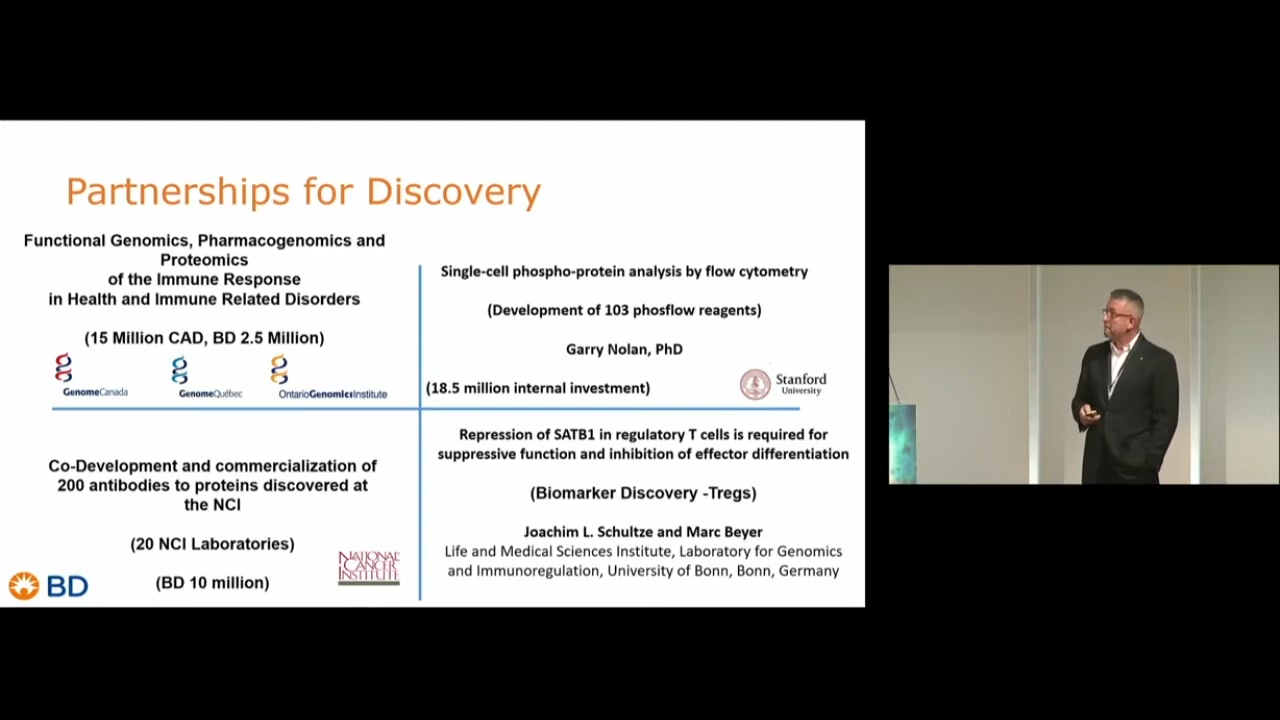 Partnerships for Discovery
Functional Genomics, Pharmacogenomics and
Proteomics
of the Immune Response
in Health and Immune Related Disorders
(15 Million CAD, BD 2.5 Million)
GenomeCanada
GenomeQuébec
OntarioGenomicsInstitute
Single-cell phospho-protein analysis by flow cytometry
(Development of 103 phosflow reagents)
Garry Nolan, PhD
(18.5 million internal investment)
Stanford
University
Co-Development and commercialization of
200 antibodies to proteins discovered at
the NCI
(20 NCI Laboratories)
(BD 10 million)
NATIONAL
CANCER
INSTITUTE
BD
Repression of SATB1 in regulatory T cells is required for
suppressive function and inhibition of effector differentiation
(Biomarker Discovery -Tregs)
Joachim L. Schultze and Marc Beyer
Life and Medical Sciences Institute, Laboratory for Genomics
and Immunoregulation, University of Bonn, Bonn, Germany